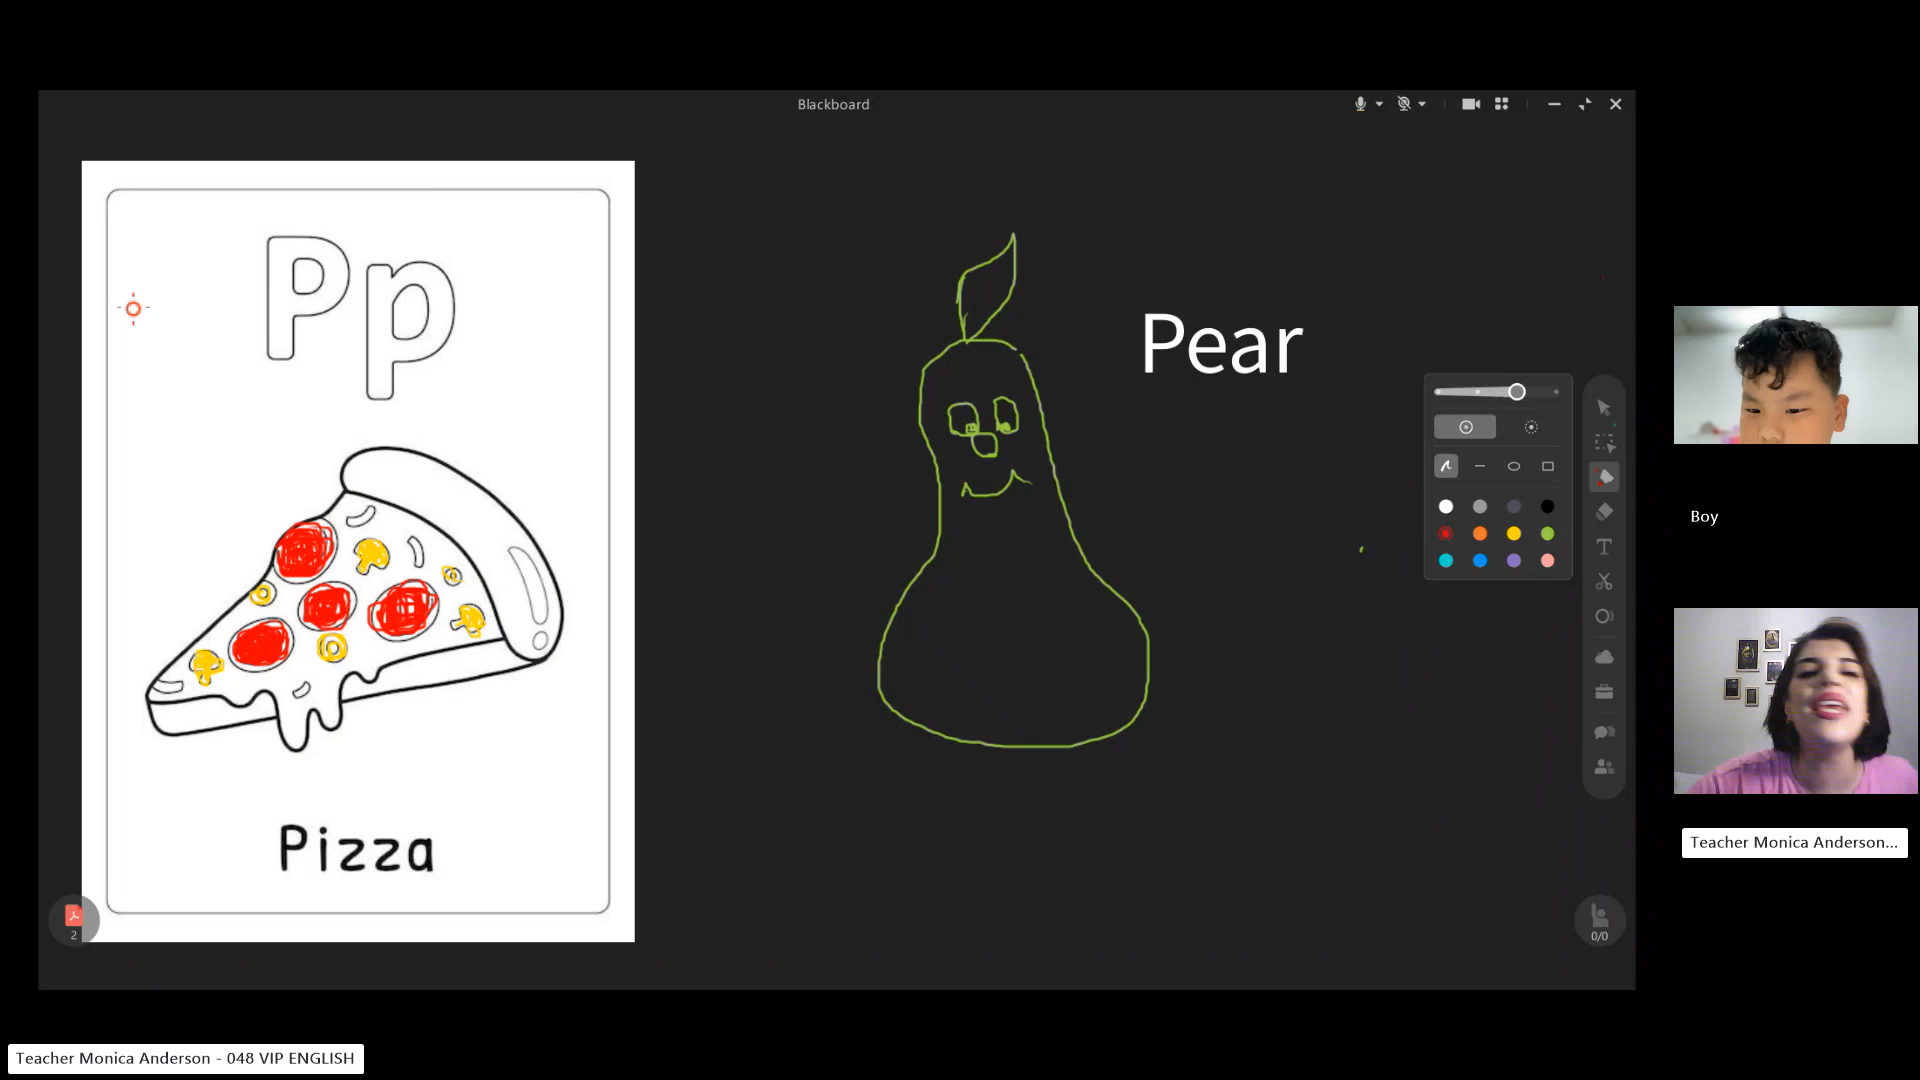 Blackboard
Pp
Pear
Pizza
2
0/0
Boy
Teacher Monica Anderson...
Teacher Monica Anderson - 048 VIP ENGLISH